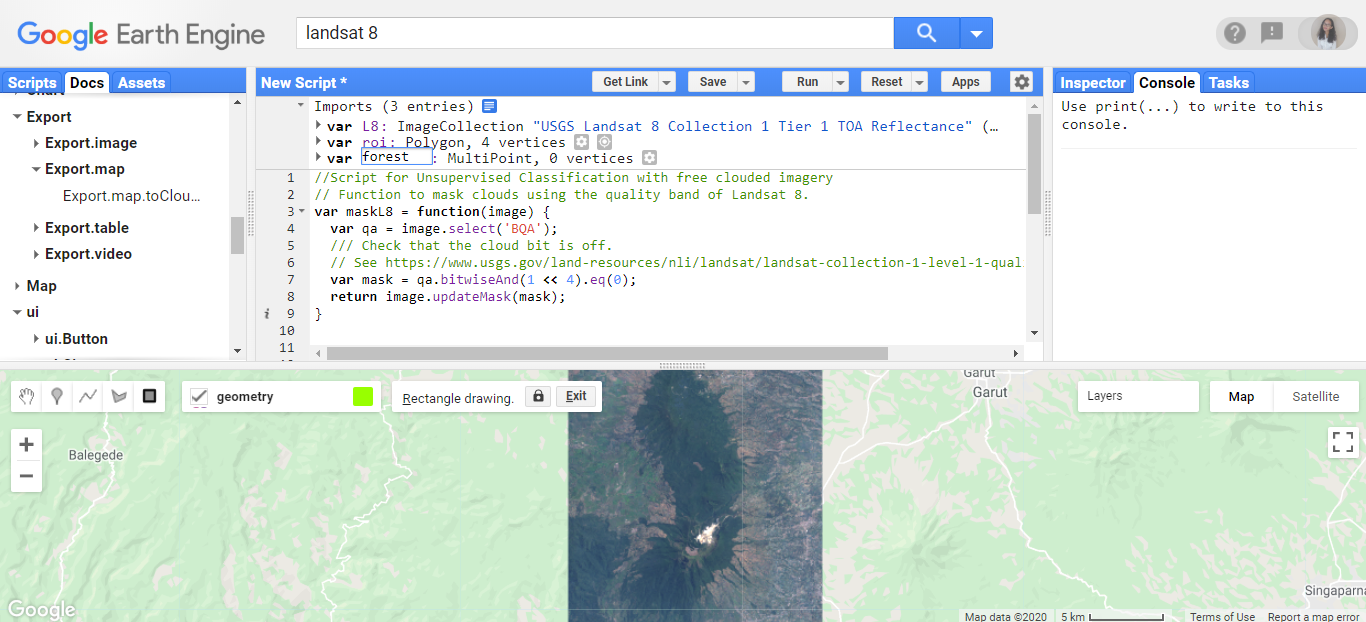 Google Earth Engine
landsat 8
Scripts Docs Assets
Export
Export.image
Export.map
Export.map.toClou...
Export.table
Export.video
Map
ui
ui.Button
New Script *
Get Link
Save
Run
Reset
Apps
Imports (3 entries)
var L8: ImageCollection "USGS Landsat 8 Collection 1 Tier 1 TOA Reflectance" (…
var roi: Polygon, 4 vertices
var forest : MultiPoint, 0 vertices
1 //Script for Unsupervised Classification with free clouded imagery
2 // Function to mask clouds using the quality band of Landsat 8.
3 var maskL8 = function(image) {
4 var qa = image.select('BQA');
5 /// Check that the cloud bit is off.
6 // See https://www.usgs.gov/land-resources/nli/landsat/landsat-collection-1-level-1-qual
7 var mask = qa.bitwiseAnd(1 << 4).eq(0);
8 return image.updateMask(mask);
i 9 }
10
11
Inspector Console Tasks
Use print(...) to write to this
console.
geometry
Rectangle drawing.
Exit
Layers
Map
Satellite
Garut
Garut
Balegede
Singaparna
Google
Map data ©2020
5 km
Terms of Use
Report a map error